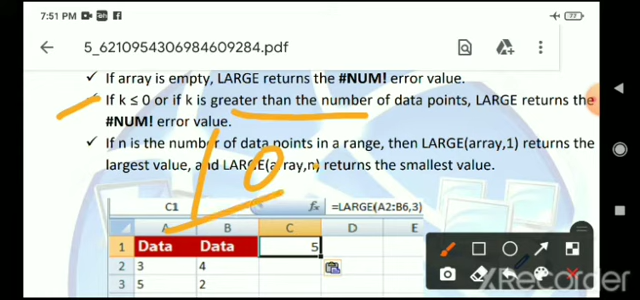 7:51 PM
77
5_6210954306984609284.pdf
✓ If array is empty, LARGE returns the #NUM! error value.
✓ If k ≤ 0 or if k is greater than the number of data points, LARGE returns the
#NUM! error value.
✓ If n is the number of data points in a range, then LARGE(array,1) returns the
largest value, and LARGE(array,n) returns the smallest value.
10
C1 fx =LARGE(A2:B6,3)
A B C D E
1 Data Data 5
2 3 4
3 5 2
XRECORDER